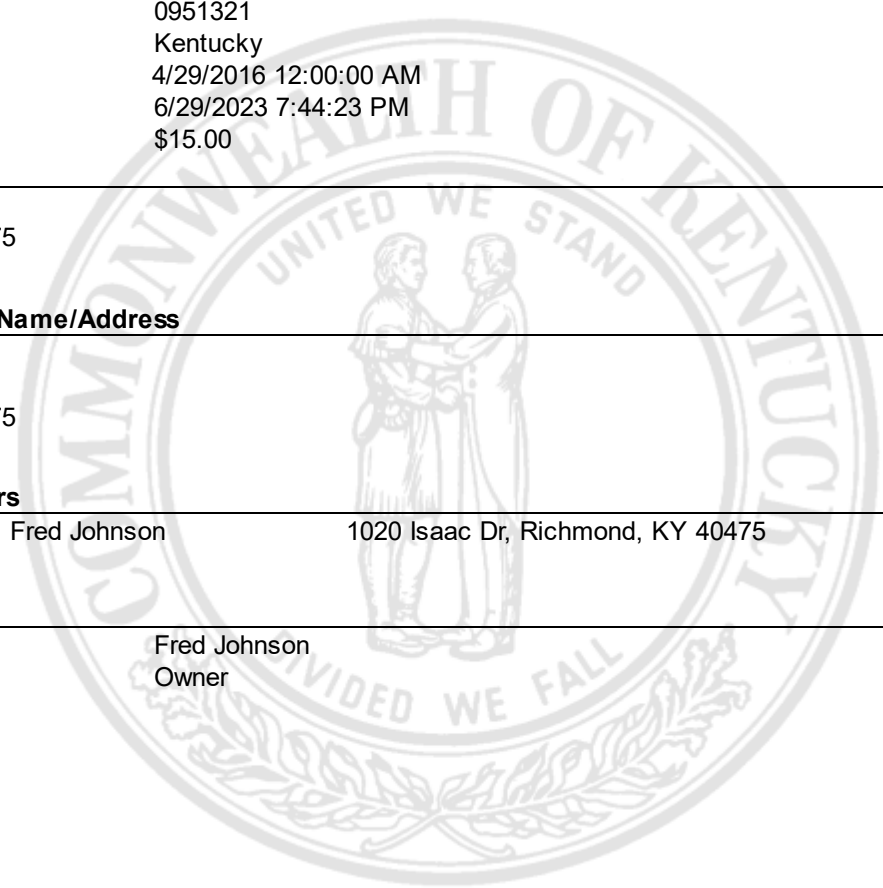 0951321
Kentucky
4/29/2016 12:00:00 AM
6/29/2023 7:44:23 PM
$15.00
COMMONWEALTH OF KENTUCKY
UNITED WE STAND
5
Name/Address
5
rs
Fred Johnson 1020 Isaac Dr, Richmond, KY 40475
Fred Johnson
Owner
DIVIDED WE FALL